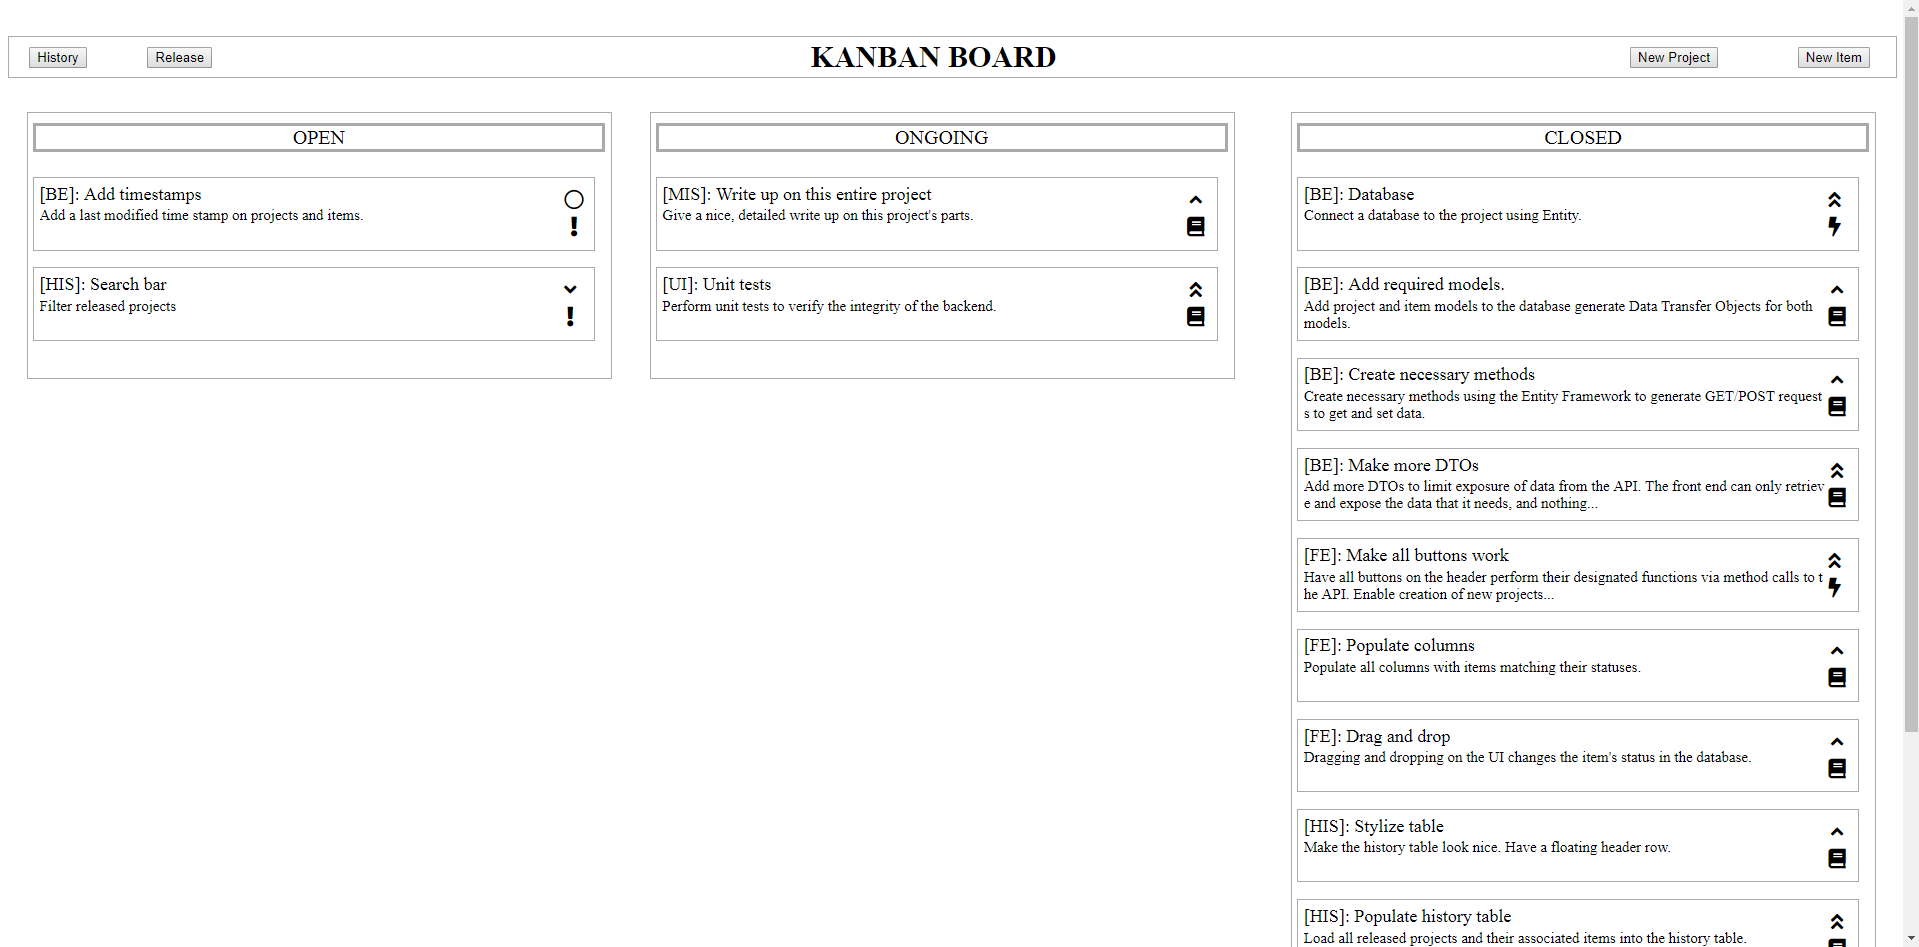 History
Release
KANBAN BOARD
New Project
New Item
OPEN
[BE]: Add timestamps
Add a last modified time stamp on projects and items.
[HIS]: Search bar
Filter released projects
ONGOING
[MIS]: Write up on this entire project
Give a nice, detailed write up on this project's parts.
[UI]: Unit tests
Perform unit tests to verify the integrity of the backend.
CLOSED
[BE]: Database
Connect a database to the project using Entity.
[BE]: Add required models.
Add project and item models to the database generate Data Transfer Objects for both
models.
[BE]: Create necessary methods
Create necessary methods using the Entity Framework to generate GET/POST request
s to get and set data.
[BE]: Make more DTOs
Add more DTOs to limit exposure of data from the API. The front end can only retriev
e and expose the data that it needs, and nothing...
[FE]: Make all buttons work
Have all buttons on the header perform their designated functions via method calls to t
he API. Enable creation of new projects...
[FE]: Populate columns
Populate all columns with items matching their statuses.
[FE]: Drag and drop
Dragging and dropping on the UI changes the item's status in the database.
[HIS]: Stylize table
Make the history table look nice. Have a floating header row.
[HIS]: Populate history table
Load all released projects and their associated items into the history table.